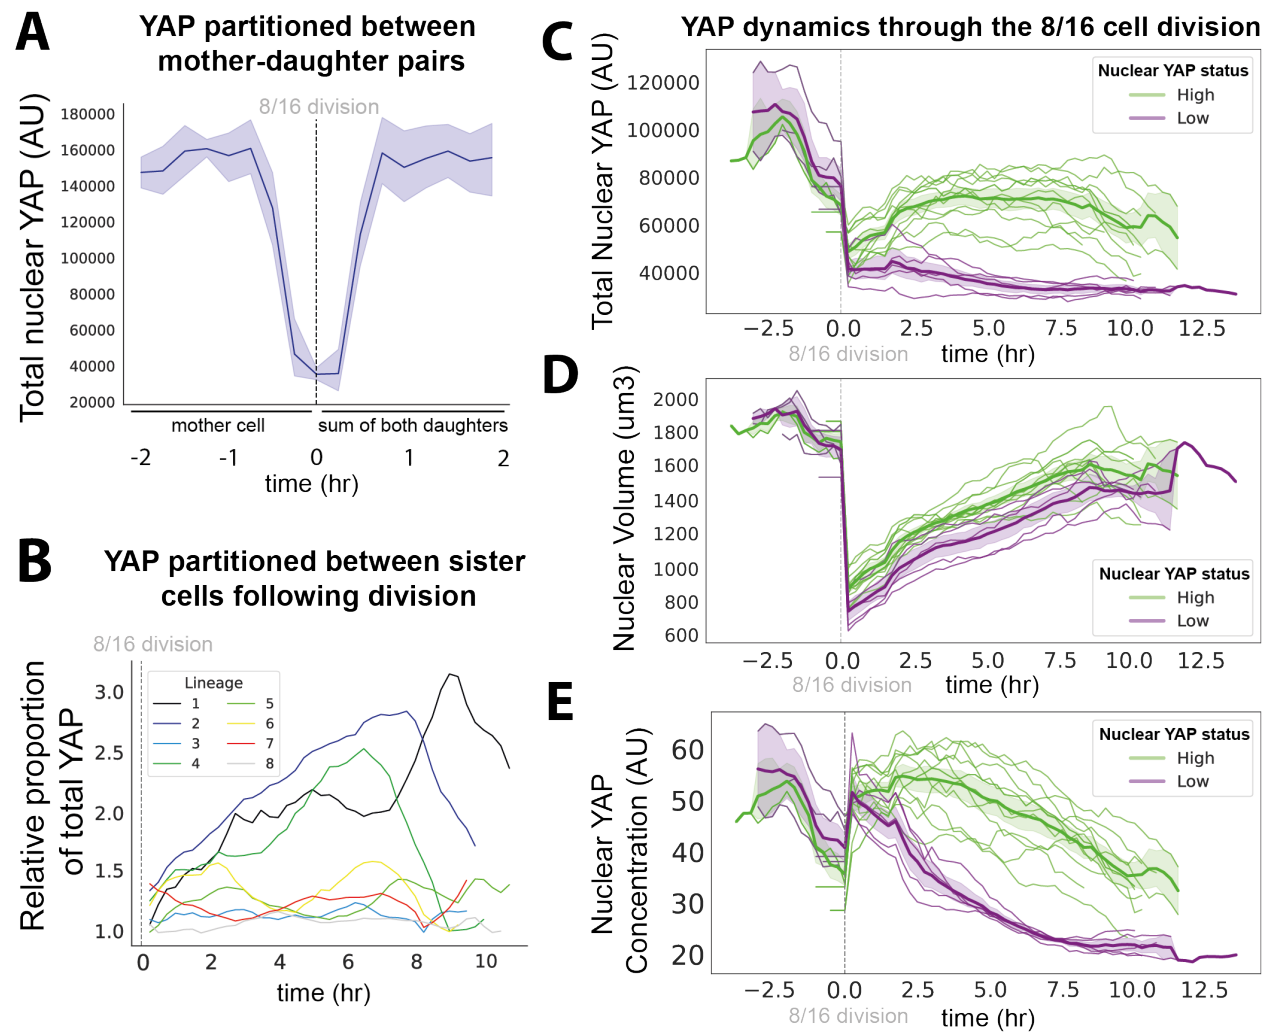 A
YAP partitioned between
mother-daughter pairs
8/16 division
Total nuclear YAP (AU)
180000
160000
140000
120000
100000
80000
60000
40000
20000
mother cell
sum of both daughters
-2
-1
0
1
2
time (hr)
B
YAP partitioned between sister
cells following division
8/16 division
Relative proportion
of total YAP
3.0
2.5
2.0
1.5
1.0
Lineage
1
2
3
4
5
6
7
8
0
2
4
6
8
10
time (hr)
YAP dynamics through the 8/16 cell division
C
Total Nuclear YAP (AU)
120000
100000
80000
60000
40000
Nuclear YAP status
High
Low
−2.5
0.0
2.5
5.0
7.5
10.0
12.5
8/16 division
time (hr)
D
Nuclear Volume (um3)
2000
1800
1600
1400
1200
1000
800
600
Nuclear YAP status
High
Low
−2.5
0.0
2.5
5.0
7.5
10.0
12.5
8/16 division
time (hr)
E
Nuclear YAP
Concentration (AU)
60
50
40
30
20
Nuclear YAP status
High
Low
−2.5
0.0
2.5
5.0
7.5
10.0
12.5
8/16 division
time (hr)